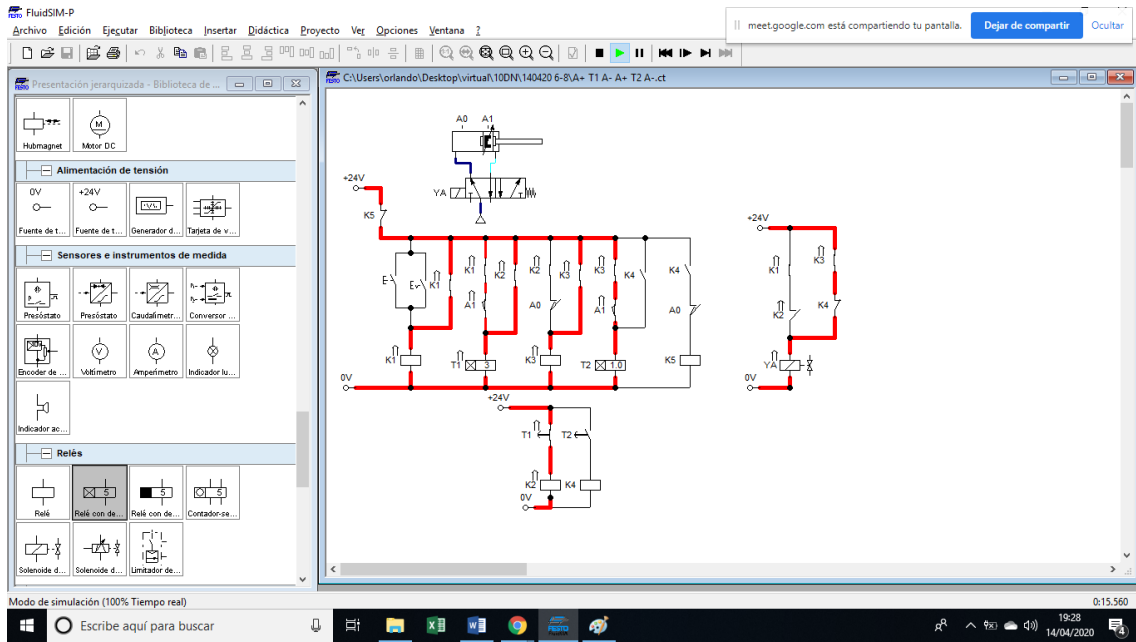 FluidSIM-P
Archivo Edición Ejecutar Biblioteca Insertar Didáctica Proyecto Ver Opciones Ventana ?
meet.google.com está compartiendo tu pantalla. Dejar de compartir Ocultar
Presentación jerarquizada - Biblioteca de ...
C:\Users\orlando\Desktop\virtual\10DN\140420 6-8\A+ T1 A- A+ T2 A-.ct
Hubmagnet Motor DC
Alimentación de tensión
0V +24V
Fuente de t... Fuente de t... Generador d... Tarjeta de v...
Sensores e instrumentos de medida
Presóstato Presóstato Caudalímetr... Conversor ...
Encoder de ... Voltímetro Amperímetro Indicador lu...
Indicador ac...
Relés
5 5 5
Relé Relé con de... Relé con de... Contador-se...
Solenoide d... Solenoide d... Limitador de...
A0 A1
+24V
YA
K5
+24V
K1 K2 K1 K2 K3 K3 K4 K4 K1 K3
E- Er
A1 A0 A1 A0 K2 K4
K1 T1 3 K3 T2 1.0 K5 YA
0V 0V
+24V
T1 T2
K2 K4
0V
Modo de simulación (100% Tiempo real) 0:15.560
Escribe aquí para buscar
19:28
14/04/2020
4